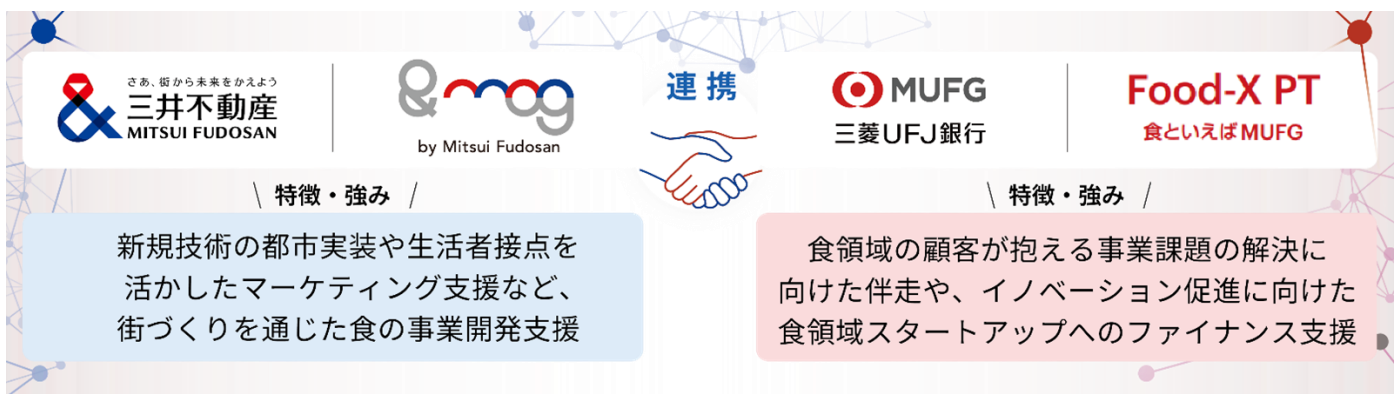 さあ、街から未来をかえよう
三井不動産
MITSUI FUDOSAN
&mog
by Mitsui Fudosan
連携
MUFG
三菱UFJ銀行
Food-X PT
食といえばMUFG
\ 特徴・強み /
新規技術の都市実装や生活者接点を
活かしたマーケティング支援など、
街づくりを通じた食の事業開発支援
\ 特徴・強み /
食領域の顧客が抱える事業課題の解決に
向けた伴走や、イノベーション促進に向けた
食領域スタートアップへのファイナンス支援